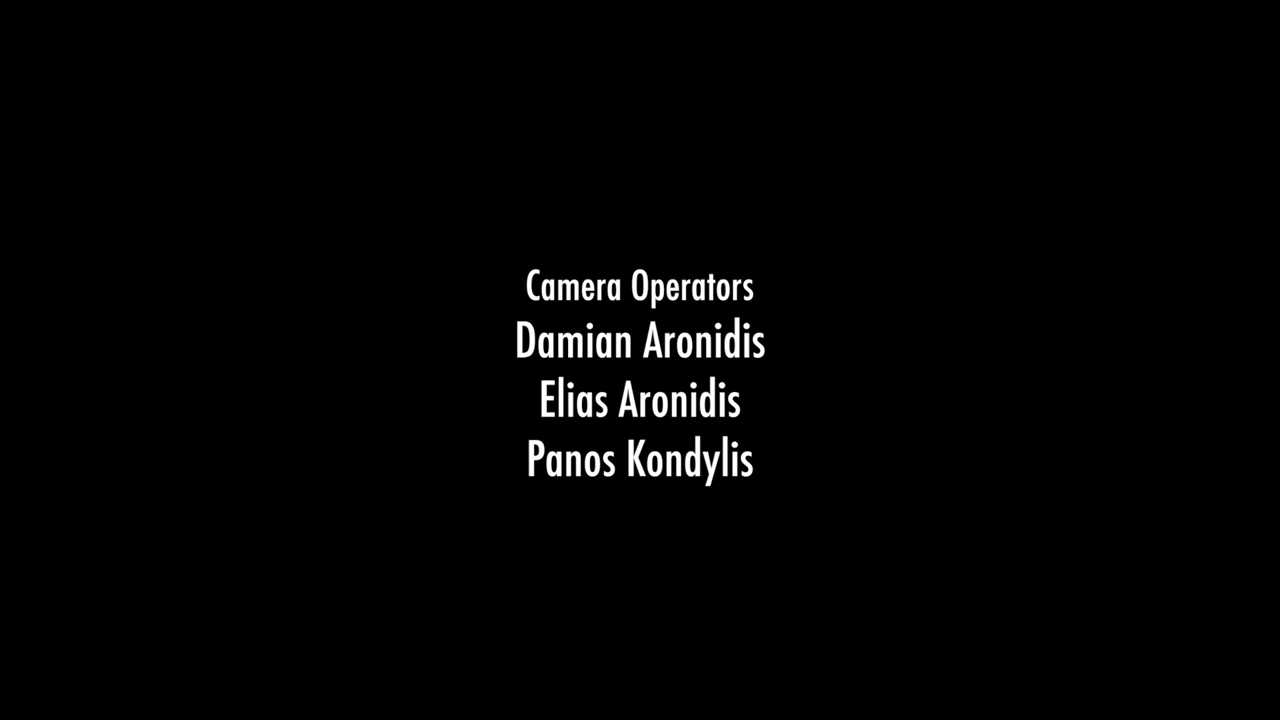 Camera Operators
Damian Aronidis
Elias Aronidis
Panos Kondylis